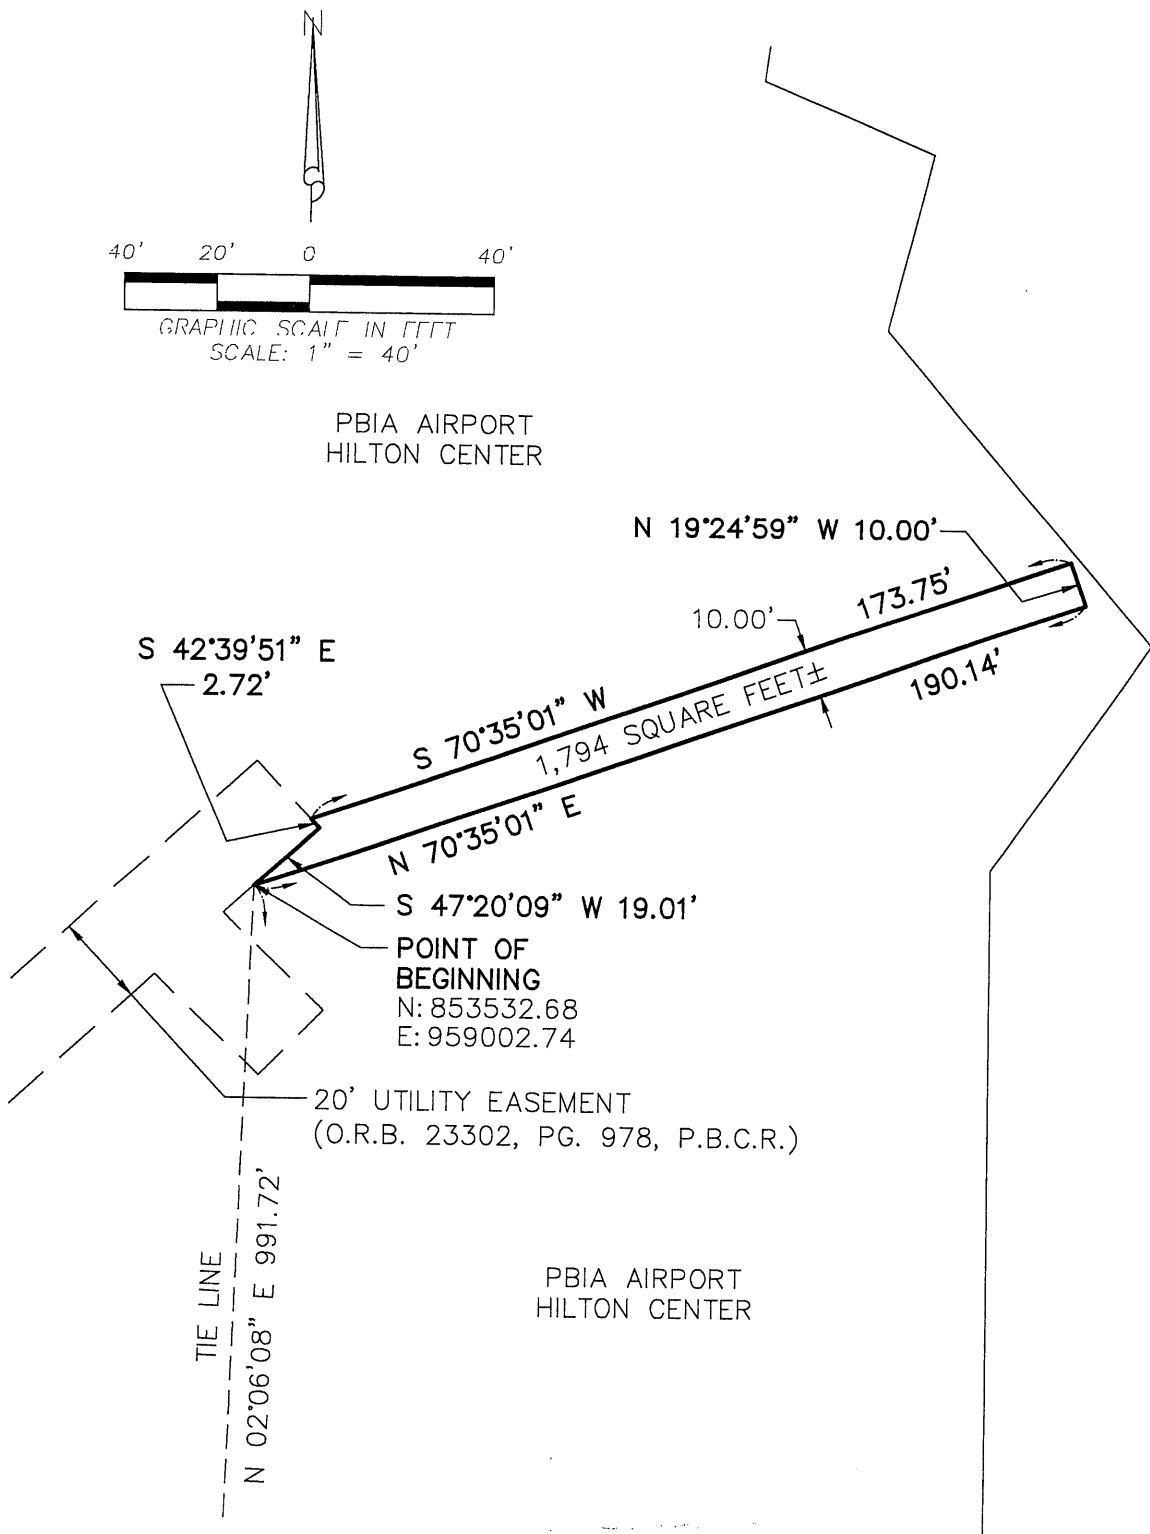 N
40' 20' 0 40'
GRAPHIC SCALE IN FEET
SCALE: 1" = 40'
PBIA AIRPORT
HILTON CENTER
N 19°24'59" W 10.00'
173.75'
10.00'
S 42°39'51" E
2.72'
190.14'
S 70°35'01" W
1,794 SQUARE FEET±
N 70°35'01" E
S 47°20'09" W 19.01'
POINT OF
BEGINNING
N: 853532.68
E: 959002.74
20' UTILITY EASEMENT
(O.R.B. 23302, PG. 978, P.B.C.R.)
TIE LINE
N 02°06'08" E 991.72'
PBIA AIRPORT
HILTON CENTER